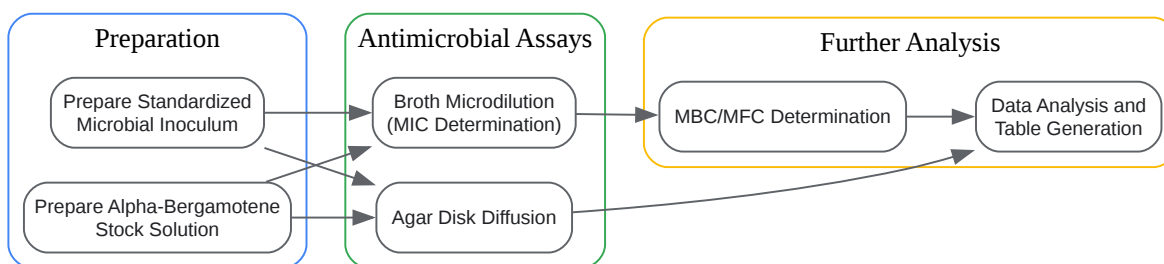 Preparation
Prepare Standardized
Microbial Inoculum
Prepare Alpha-Bergamotene
Stock Solution
Antimicrobial Assays
Broth Microdilution
(MIC Determination)
Agar Disk Diffusion
Further Analysis
MBC/MFC Determination
Data Analysis and
Table Generation